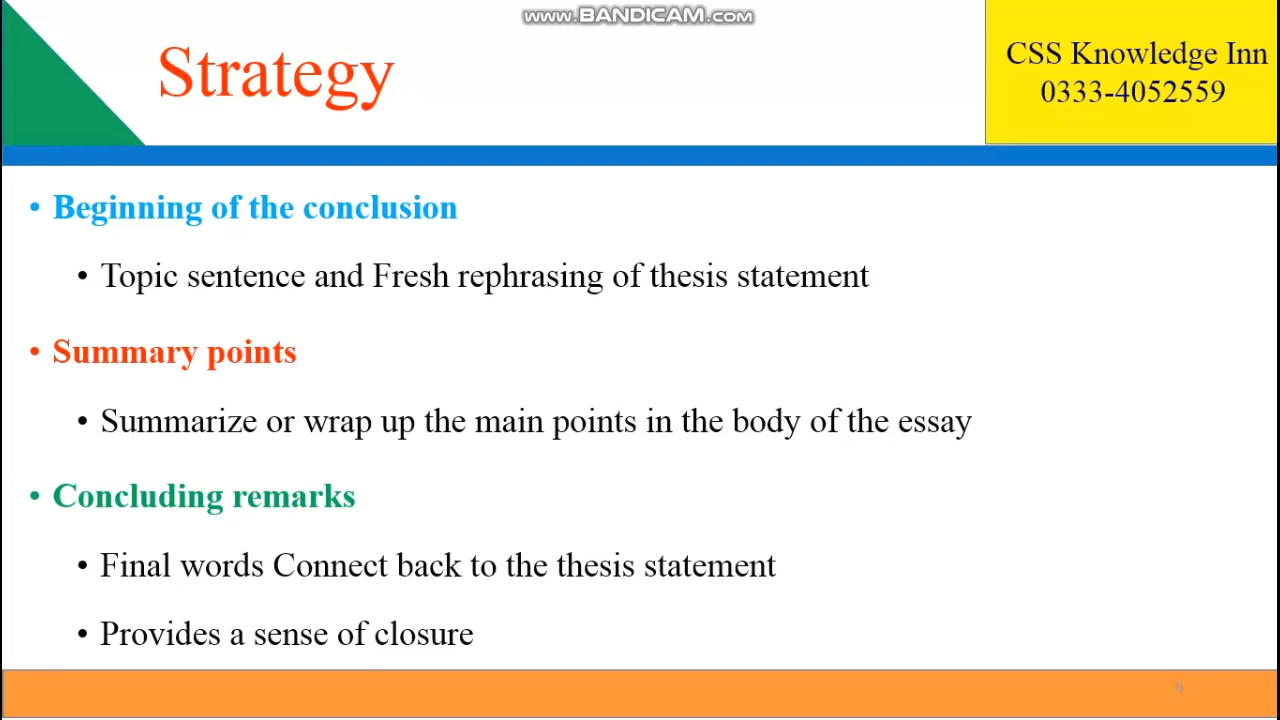 www.BANDICAM.com
Strategy
CSS Knowledge Inn
0333-4052559
• Beginning of the conclusion
• Topic sentence and Fresh rephrasing of thesis statement
• Summary points
• Summarize or wrap up the main points in the body of the essay
• Concluding remarks
• Final words Connect back to the thesis statement
• Provides a sense of closure
6